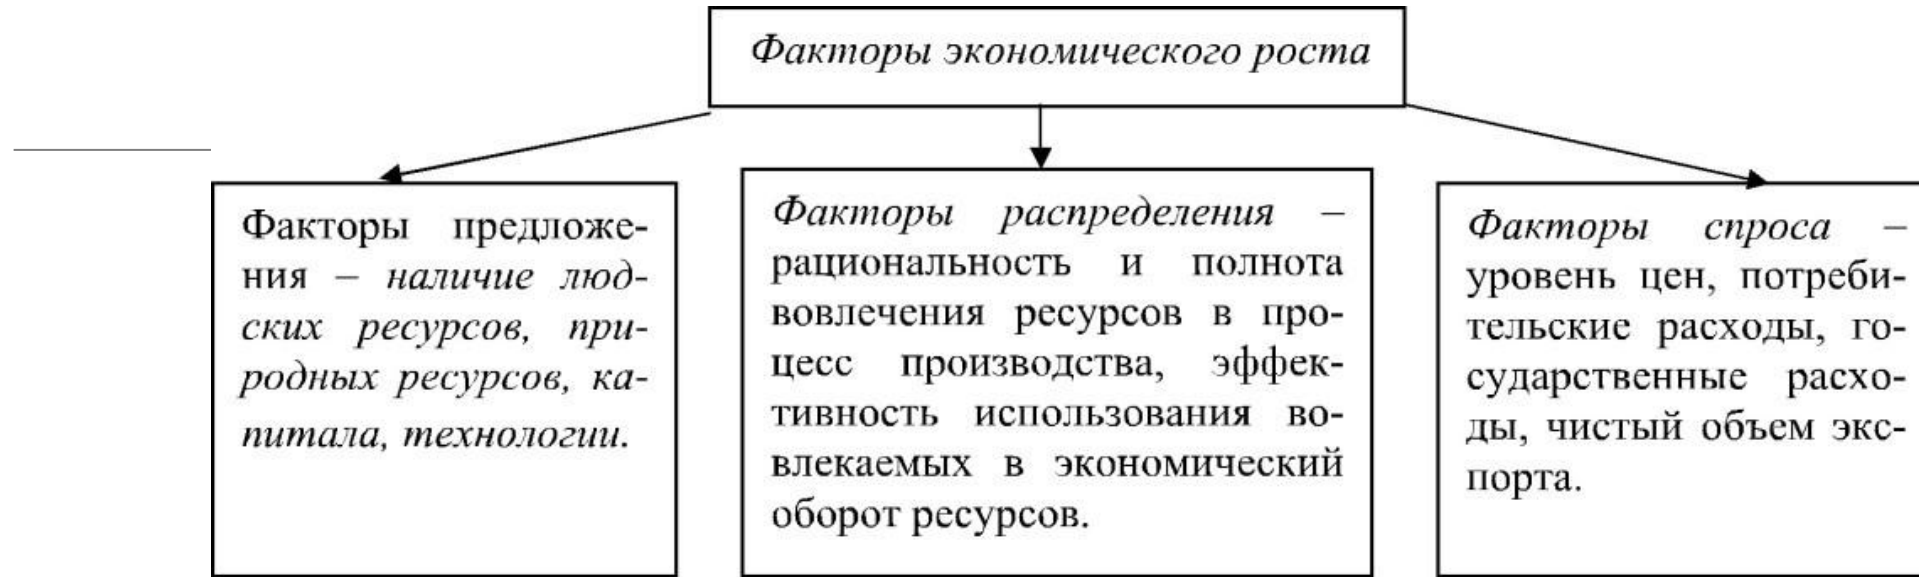 Факторы экономического роста
Факторы предложе-
ния – наличие люд-
ских ресурсов, при-
родных ресурсов, ка-
питала, технологии.
Факторы распределения –
рациональность и полнота
вовлечения ресурсов в про-
цесс производства, эффек-
тивность использования во-
влекаемых в экономический
оборот ресурсов.
Факторы спроса –
уровень цен, потреби-
тельские расходы, го-
сударственные расхо-
ды, чистый объем экс-
порта.